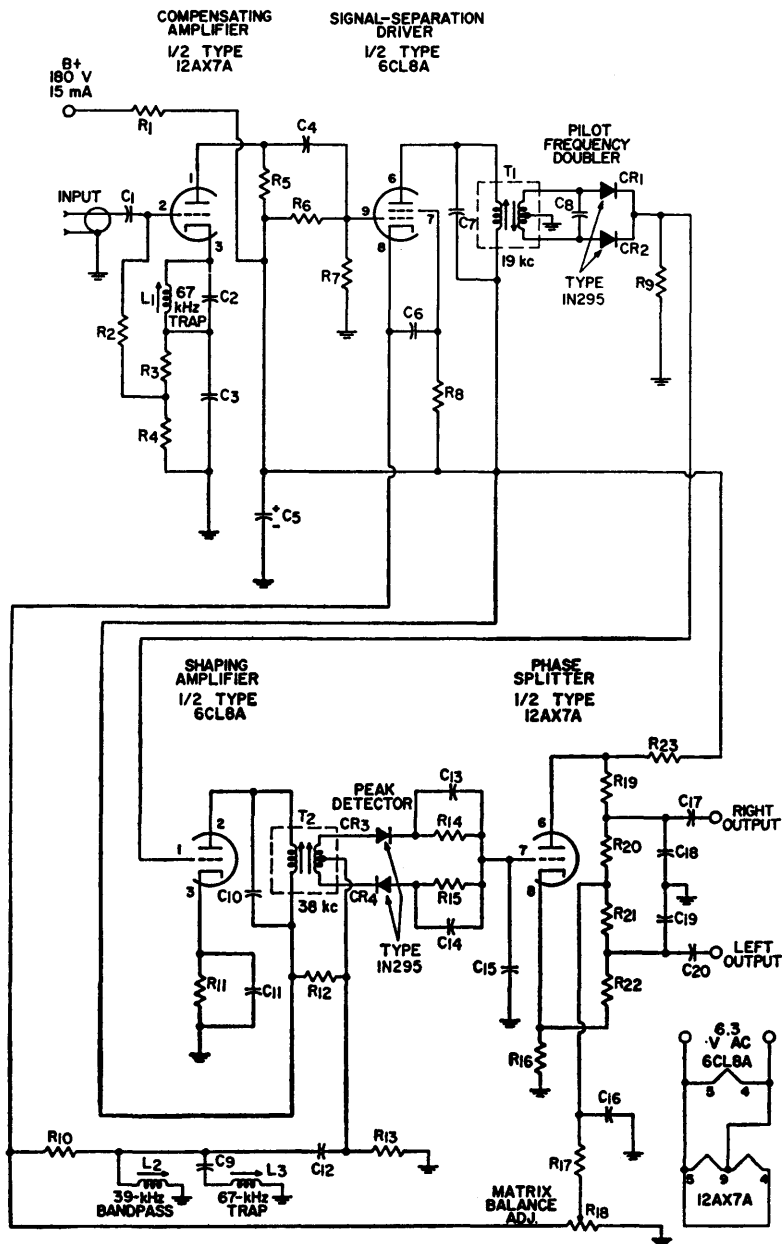 COMPENSATING
AMPLIFIER
1/2 TYPE
12AX7A
SIGNAL-SEPARATION
DRIVER
1/2 TYPE
6CL8A
B+
180 V
15 mA
R1
C4
PILOT
FREQUENCY
DOUBLER
1
R5
6
T1
CR1
INPUT
C1
2
R6
9
7
C7
C8
CR2
3
8
19 kc
TYPE
IN295
R9
L1
67
kHz
TRAP
C2
R7
C6
R2
R3
C3
R8
R4
+
-
C5
SHAPING
AMPLIFIER
1/2 TYPE
6CL8A
PHASE
SPLITTER
1/2 TYPE
12AX7A
R23
C13
2
T2
PEAK
DETECTOR
CR3
R14
6
R19
C17
RIGHT
OUTPUT
1
7
R20
C18
3
C10
38 kc
CR4
R15
8
R21
C19
C14
TYPE
IN295
C15
C20
LEFT
OUTPUT
R11
C11
R12
R22
R16
6.3
V AC
6CL8A
5 4
C16
R10
L2
C9
L3
C12
R13
R17
39-kHz
BANDPASS
67-kHz
TRAP
MATRIX
BALANCE
ADJ.
R18
5 9 4
12AX7A